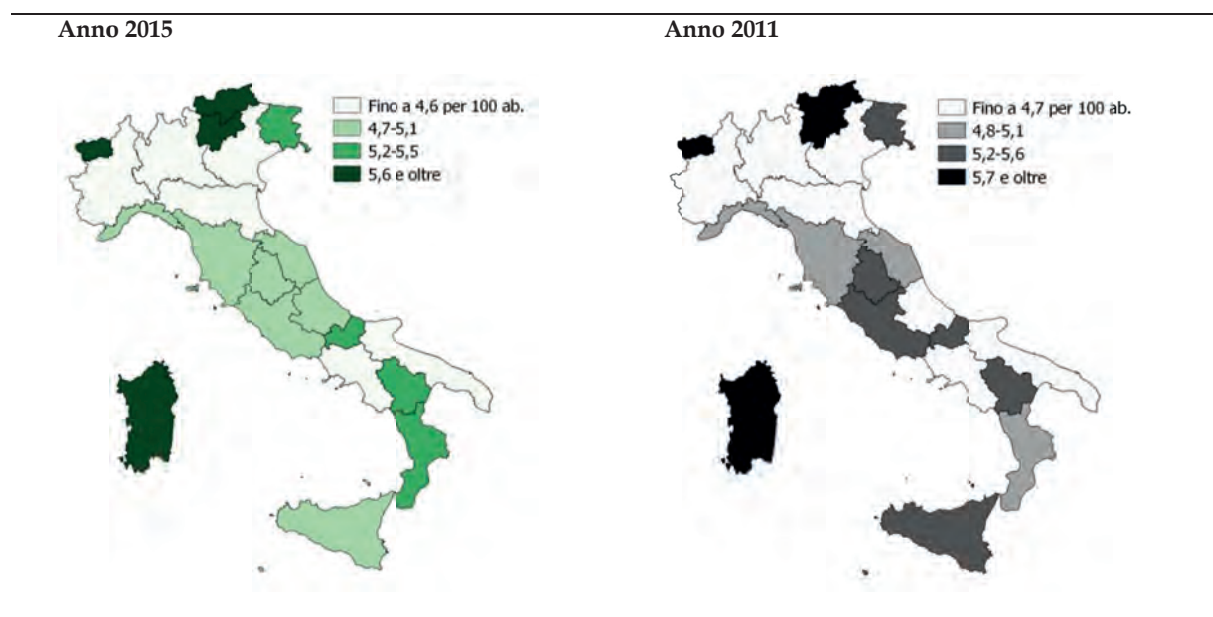 Anno 2015
Fino a 4,6 per 100 ab.
4,7-5,1
5,2-5,5
5,6 e oltre
Anno 2011
Fino a 4,7 per 100 ab.
4,8-5,1
5,2-5,6
5,7 e oltre